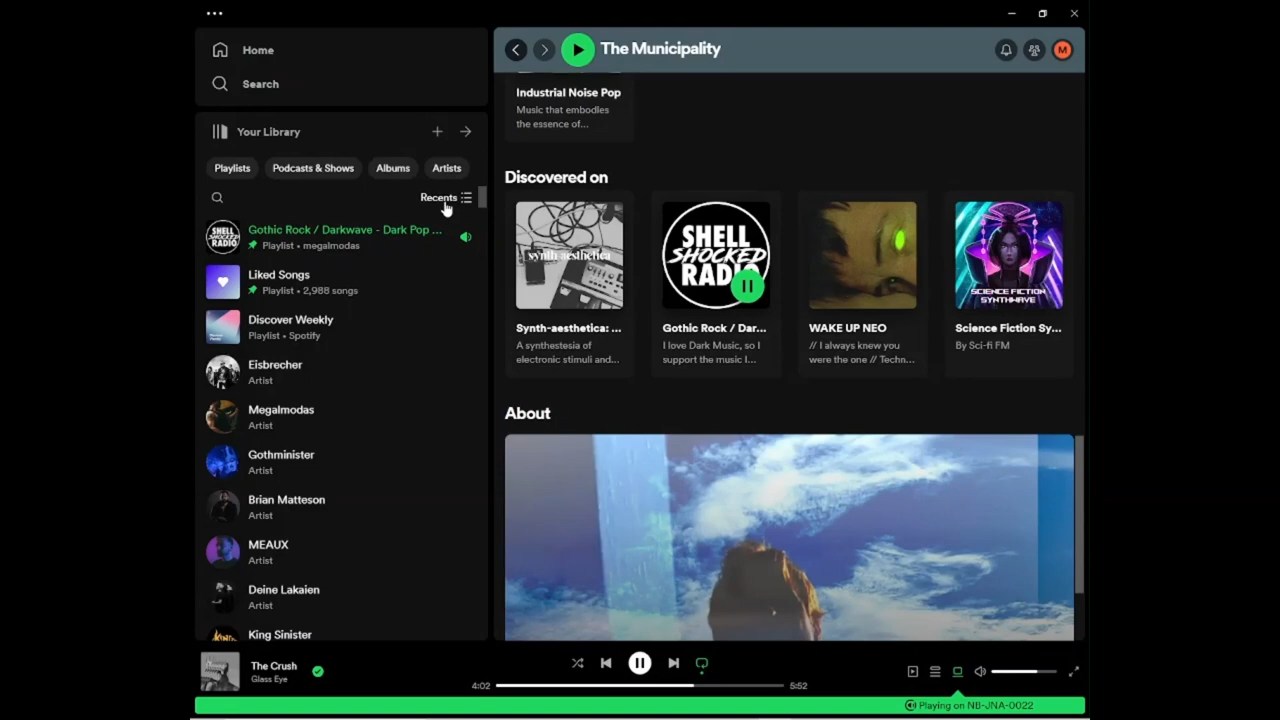 Home
Search
Your Library
Playlists
Podcasts & Shows
Albums
Artists
Recents
Gothic Rock / Darkwave - Dark Pop ...
Playlist • megalmodas
Liked Songs
Playlist • 2,988 songs
Discover Weekly
Playlist • Spotify
Eisbrecher
Artist
Megalmodas
Artist
Gothminister
Artist
Brian Matteson
Artist
MEAUX
Artist
Deine Lakaien
Artist
King Sinister
The Municipality
M
Industrial Noise Pop
Music that embodies
the essence of...
Discovered on
synth-aesthetica
Synth-aesthetica: ...
A synthestesia of
electronic stimuli and...
SHELL
SHOCKED
RADIO
Gothic Rock / Dar...
I love Dark Music, so I
support the music I...
WAKE UP NEO
// I always knew you
were the one // Techn...
SCIENCE FICTION
SYNTHWAVE
Science Fiction Sy...
By Sci-fi FM
About
The Crush
Glass Eye
4:02
5:52
Playing on NB-JNA-0022